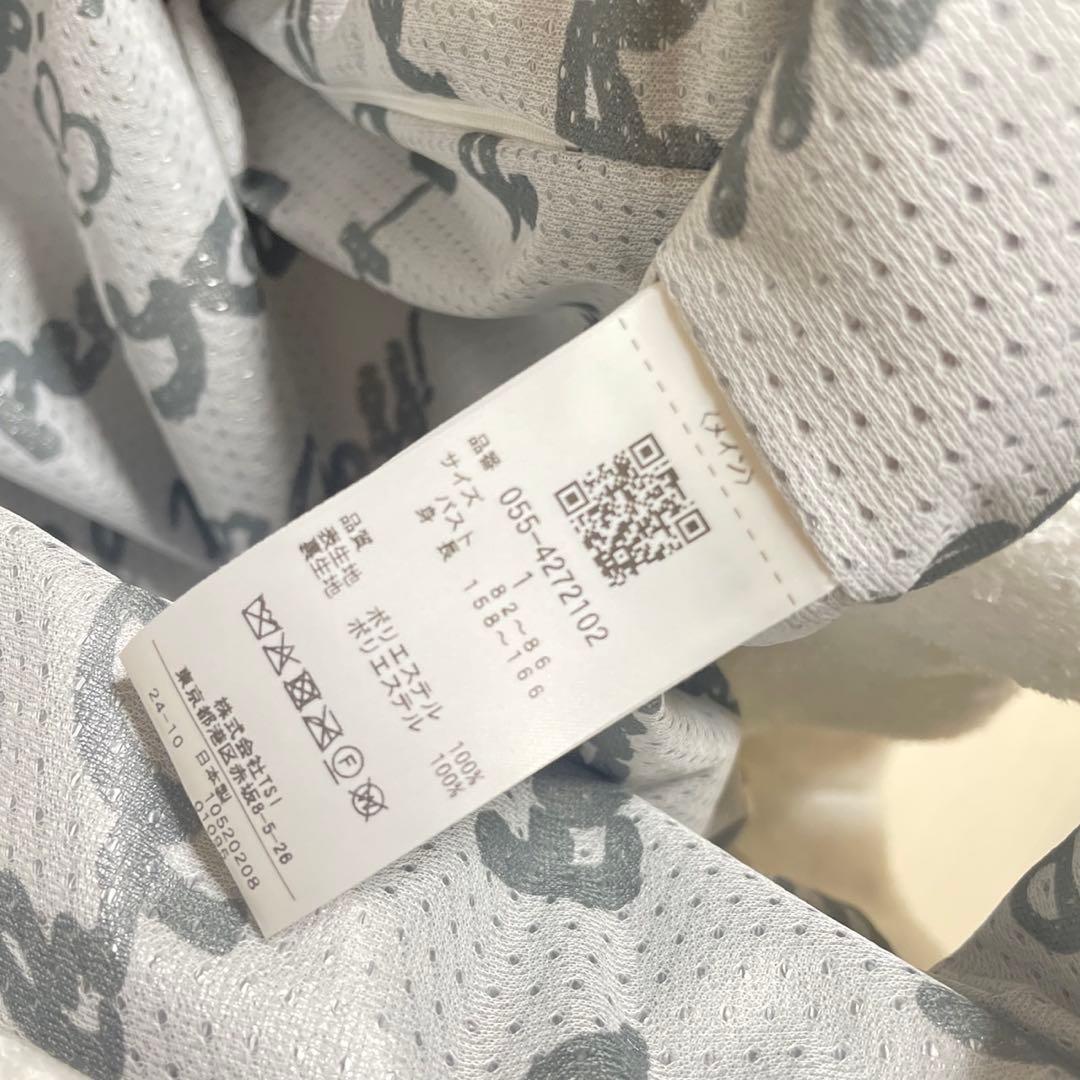 〈メイン〉
品番 055-4272102
サイズ 1
バスト 82~86
身長 158~166
品質
表生地 ポリエステル 100%
裏生地 ポリエステル 100%
F
株式会社TSI
東京都港区赤坂8-5-26
24-10 日本製 10520208